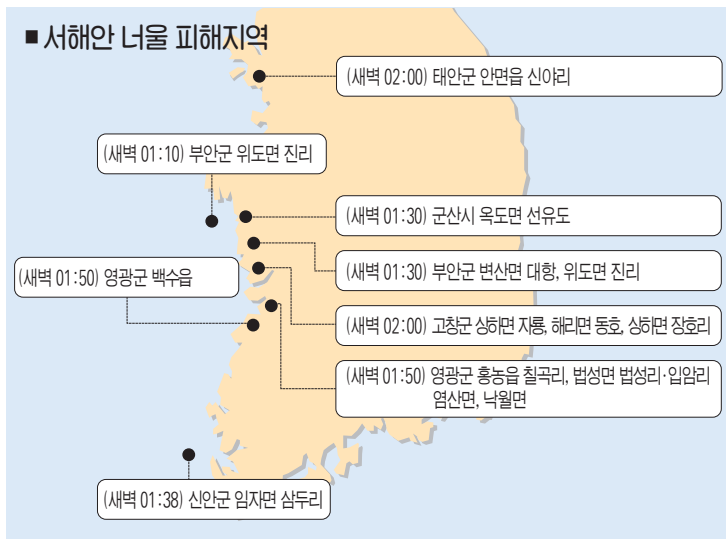 ■ 서해안 너울 피해지역
(새벽 02:00) 태안군 안면읍 신야리
(새벽 01:10) 부안군 위도면 진리
(새벽 01:30) 군산시 옥도면 선유도
(새벽 01:30) 부안군 변산면 대항, 위도면 진리
(새벽 01:50) 영광군 백수읍
(새벽 02:00) 고창군 상하면 자룡, 해리면 동호, 상하면 장호리
(새벽 01:50) 영광군 홍농읍 칠곡리, 법성면 법성리·입암리
염산면, 낙월면
(새벽 01:38) 신안군 임자면 삼두리